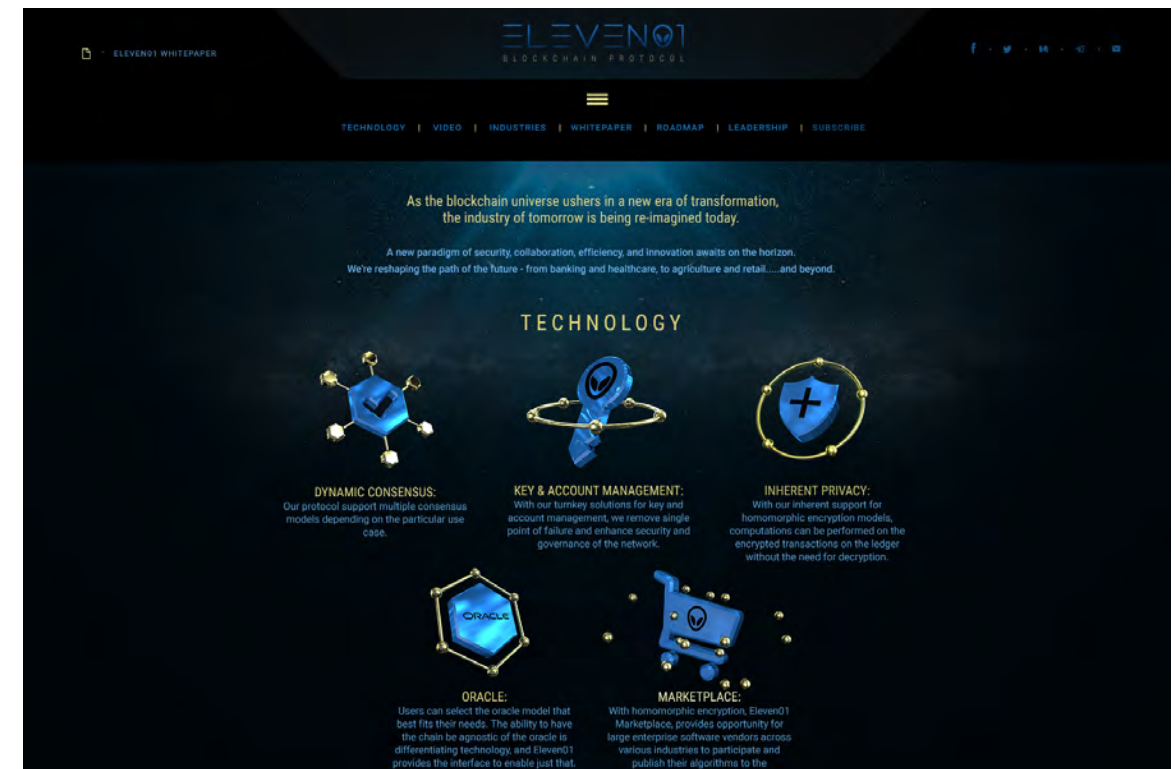 ELEVEN01
BLOCKCHAIN PROTOCOL
ELEVEN01 WHITEPAPER
TECHNOLOGY | VIDEO | INDUSTRIES | WHITEPAPER | ROADMAP | LEADERSHIP | SUBSCRIBE
As the blockchain universe ushers in a new era of transformation,
the industry of tomorrow is being re-imagined today.
A new paradigm of security, collaboration, efficiency, and innovation awaits on the horizon.
We're reshaping the path of the future - from banking and healthcare, to agriculture and retail.....and beyond.
TECHNOLOGY
DYNAMIC CONSENSUS:
Our protocol support multiple consensus
models depending on the particular use
case.
KEY & ACCOUNT MANAGEMENT:
With our turnkey solutions for key and
account management, we remove single
point of failure and enhance security and
governance of the network.
INHERENT PRIVACY:
With our inherent support for
homomorphic encryption models,
computations can be performed on the
encrypted transactions on the ledger
without the need for decryption.
ORACLE
ORACLE:
Users can select the oracle model that
best fits their needs. The ability to have
the chain be agnostic of the oracle is
differentiating technology, and Eleven01
provides the interface to enable just that.
MARKETPLACE:
With homomorphic encryption, Eleven01
Marketplace, provides opportunity for
large enterprise software vendors across
various industries to participate and
publish their algorithms to the